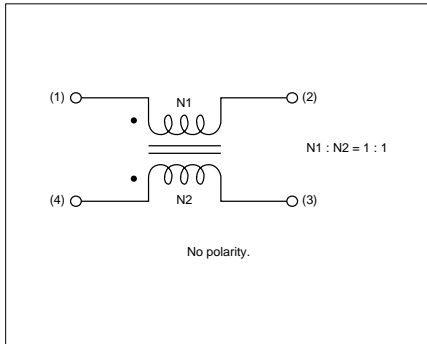 (1)
N1
(2)
N1 : N2 = 1 : 1
(4)
N2
(3)
No polarity.